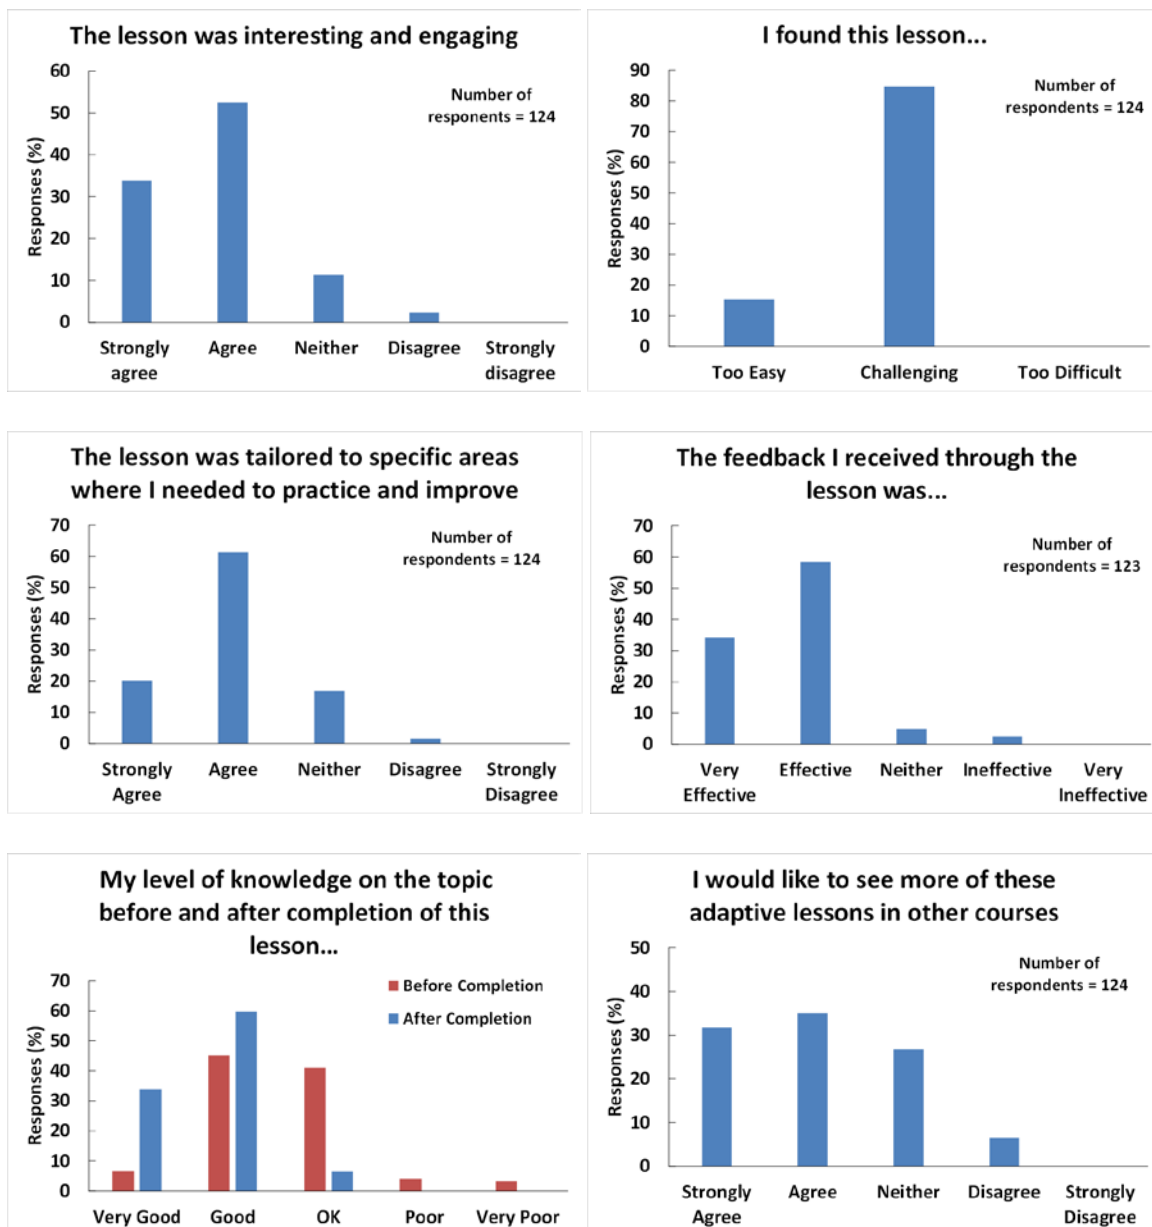 The lesson was interesting and engaging
Number of
responents = 124
Responses (%)
60
50
40
30
20
10
0
Strongly
agree
Agree
Neither
Disagree
Strongly
disagree
I found this lesson...
Number of
respondents = 124
Responses (%)
90
80
70
60
50
40
30
20
10
0
Too Easy
Challenging
Too Difficult
The lesson was tailored to specific areas
where I needed to practice and improve
Number of
respondents = 124
Responses (%)
70
60
50
40
30
20
10
0
Strongly
Agree
Agree
Neither
Disagree
Strongly
Disagree
The feedback I received through the
lesson was...
Number of
respondents = 123
Responses (%)
70
60
50
40
30
20
10
0
Very
Effective
Effective
Neither
Ineffective
Very
Ineffective
My level of knowledge on the topic
before and after completion of this
lesson...
Before Completion
After Completion
Responses (%)
70
60
50
40
30
20
10
0
Very Good
Good
OK
Poor
Very Poor
I would like to see more of these
adaptive lessons in other courses
Number of
respondents = 124
Responses (%)
50
40
30
20
10
0
Strongly
Agree
Agree
Neither
Disagree
Strongly
Disagree